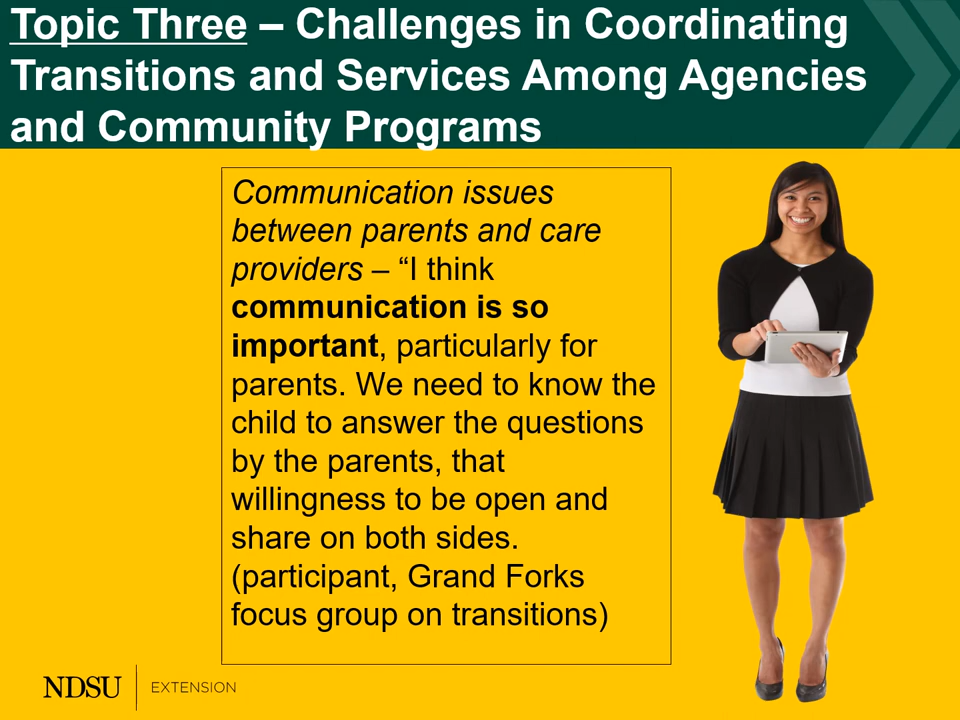 Topic Three – Challenges in Coordinating
Transitions and Services Among Agencies
and Community Programs
Communication issues
between parents and care
providers – “I think
communication is so
important, particularly for
parents. We need to know the
child to answer the questions
by the parents, that
willingness to be open and
share on both sides.
(participant, Grand Forks
focus group on transitions)
NDSU EXTENSION